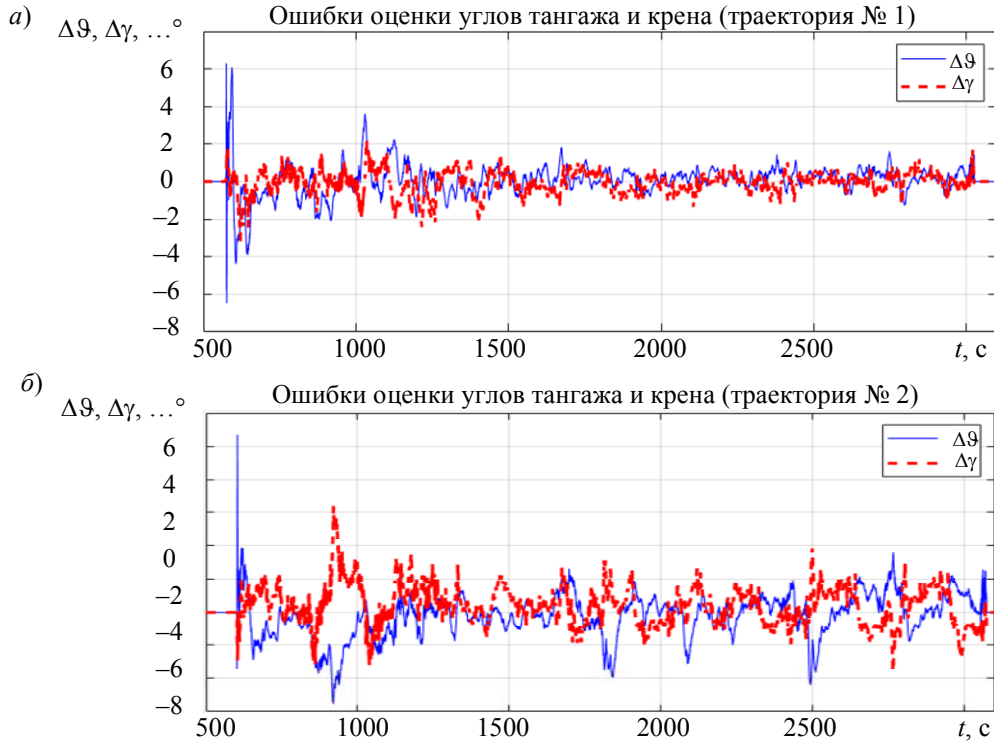 а)
Δϑ, Δγ, …°
Ошибки оценки углов тангажа и крена (траектория № 1)
Δϑ
Δγ
6
4
2
0
–2
–4
–6
–8
500 1000 1500 2000 2500 t, с
б)
Δϑ, Δγ, …°
Ошибки оценки углов тангажа и крена (траектория № 2)
Δϑ
Δγ
6
4
2
0
–2
–4
–6
–8
500 1000 1500 2000 2500 t, с